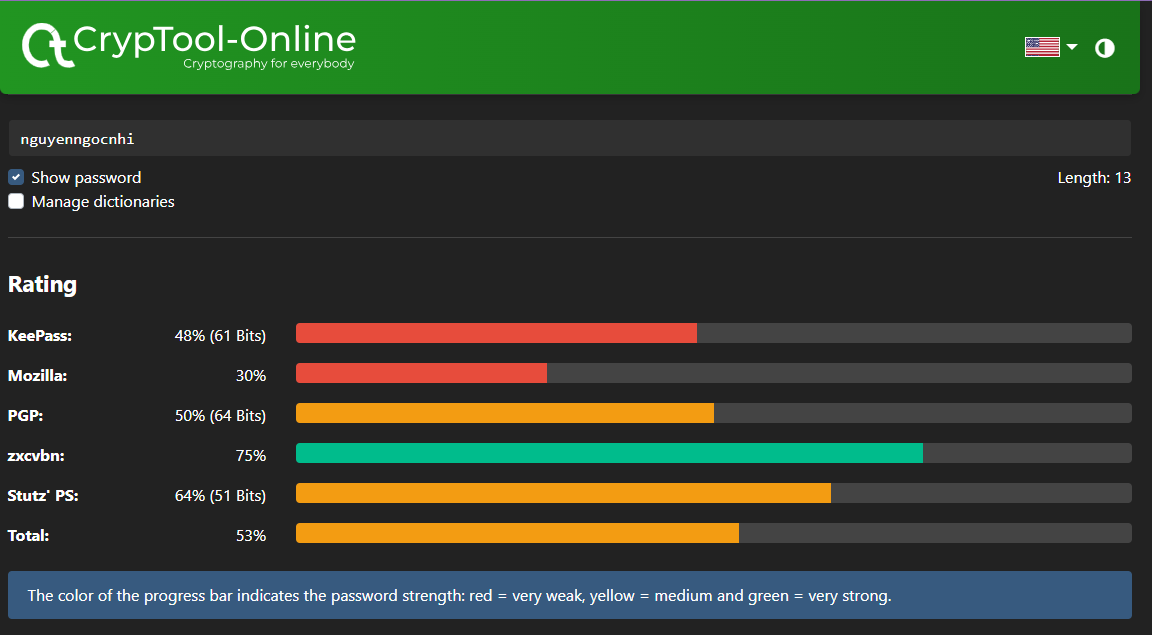 CrypTool-Online
Cryptography for everybody
nguyenngocnhi
Show password
Length: 13
Manage dictionaries
Rating
KeePass: 48% (61 Bits)
Mozilla: 30%
PGP: 50% (64 Bits)
zxcvbn: 75%
Stutz' PS: 64% (51 Bits)
Total: 53%
The color of the progress bar indicates the password strength: red = very weak, yellow = medium and green = very strong.